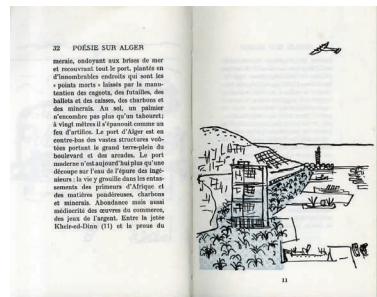 32 POÉSIE SUR ALGER
meraie, ondoyant aux brises de mer
et recouvrant tout le port, plantés en
d'innombrables endroits qui sont les
« points morts » laissés par la manu-
tention des cageots, des futailles, des
ballots et des caisses, des charbons et
des minerais. Au sol, un palmier
n'encombre pas plus qu'un tabouret;
à vingt mètres il s'épanouit comme un
feu d'artifice. Le port d'Alger est en
contre-bas des vastes structures voû-
tées portant le grand terre-plein du
boulevard et des arcades. Le port
moderne n'est aujourd'hui plus qu'une
découpe sur l'eau de l'épure des ingé-
nieurs : la vie y grouille dans les entas-
sements des primeurs d'Afrique et
des matières pondéreuses, charbons
et minerais. Abondance mais aussi
médiocrité des œuvres du commerce,
des jeux de l'argent. Entre la jetée
Kheir-ed-Dinn (11) et la proue du
11